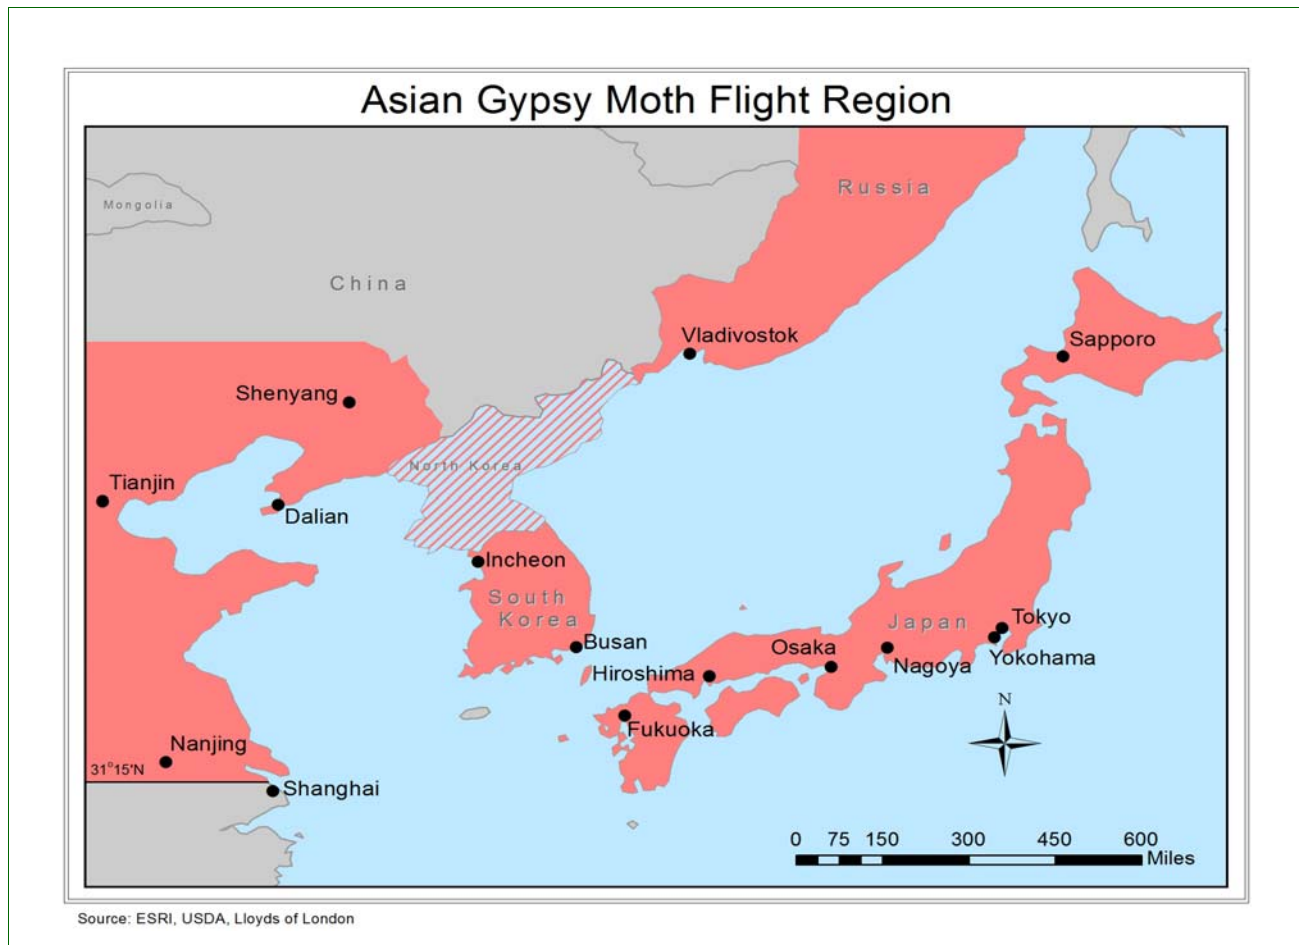 Asian Gypsy Moth Flight Region
Russia
Mongolia
China
Vladivostok
Sapporo
Shenyang
North Korea
Tianjin
Dalian
Incheon
South
Korea
Japan
Tokyo
Busan
Osaka
Yokohama
Hiroshima
Nagoya
N
Fukuoka
Nanjing
31°15'N
Shanghai
0 75 150 300 450 600
Miles
Source: ESRI, USDA, Lloyds of London